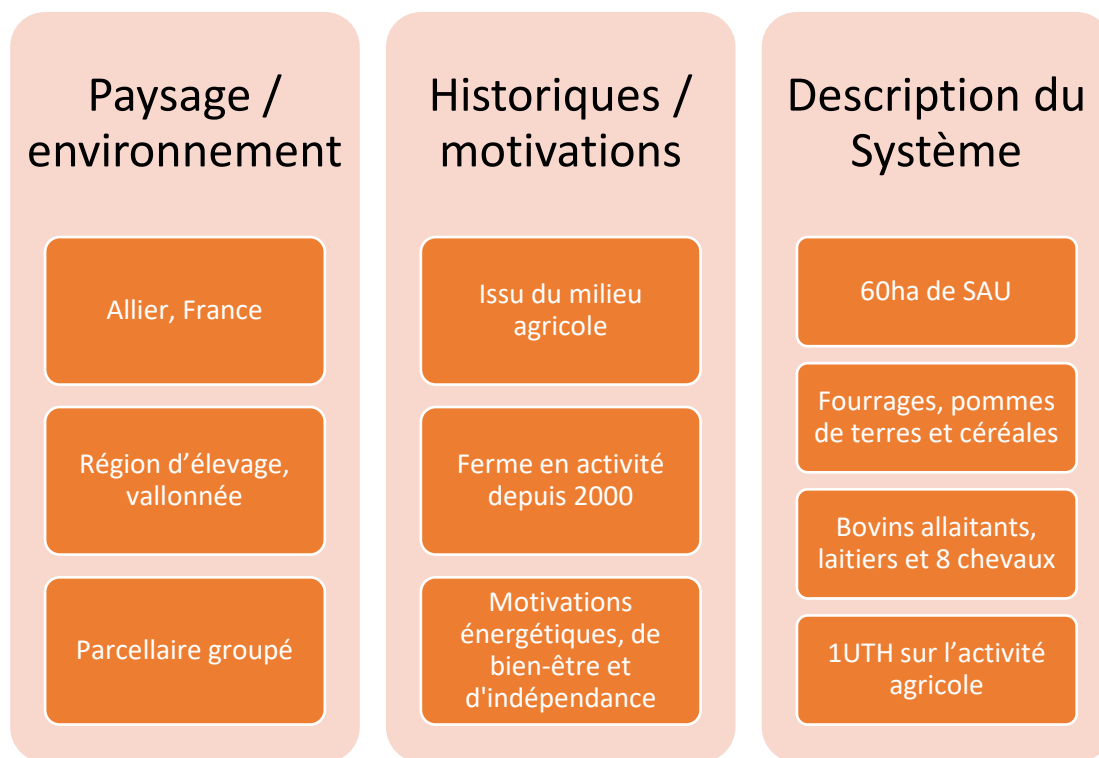 Paysage /
environnement
Allier, France
Région d’élevage,
vallonnée
Parcellaire groupé
Historiques /
motivations
Issu du milieu
agricole
Ferme en activité
depuis 2000
Motivations
énergétiques, de
bien-être et
d'indépendance
Description du
Système
60ha de SAU
Fourrages, pommes
de terres et céréales
Bovins allaitants,
laitiers et 8 chevaux
1UTH sur l’activité
agricole